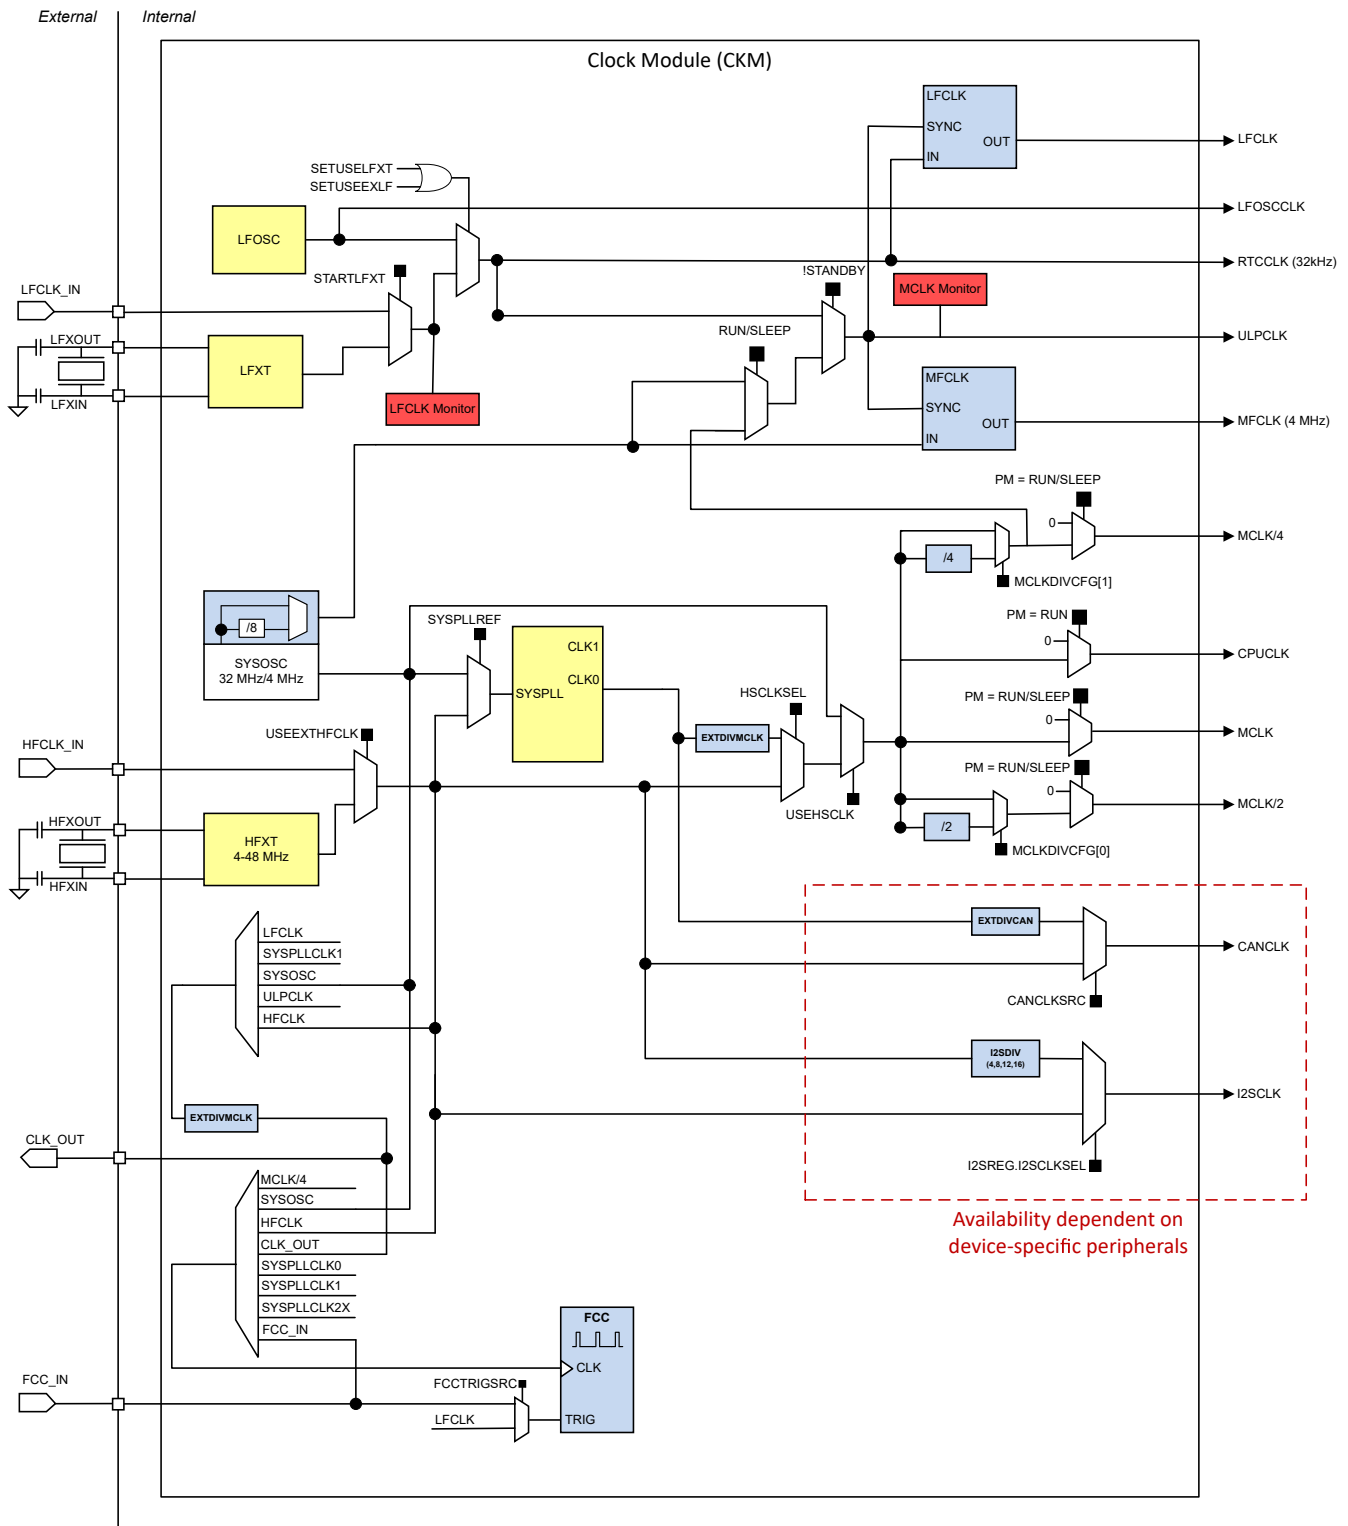 External
Internal
Clock Module (CKM)
LFCLK
SYNC
OUT
IN
LFCLK
SETUSELFXT
SETUSEEXLF
LFOSCCLK
LFOSC
RTCCLK (32kHz)
STARTLFXT
!STANDBY
LFCLK_IN
MCLK Monitor
LFXOUT
RUN/SLEEP
ULPCLK
LFXT
MFCLK
LFXIN
LFCLK Monitor
SYNC
OUT
MFCLK (4 MHz)
IN
PM = RUN/SLEEP
0
MCLK/4
/4
MCLKDIVCFG[1]
/8
SYSPLLREF
PM = RUN
0
CLK1
CPUCLK
SYSOSC
32 MHz/4 MHz
CLK0
SYSPLL
HSCLKSEL
PM = RUN/SLEEP
0
USEEXTHFCLK
EXTDIVMCLK
MCLK
HFCLK_IN
PM = RUN/SLEEP
0
MCLK/2
USEHSCLK
HFXOUT
/2
HFXT
4-48 MHz
MCLKDIVCFG[0]
HFXIN
EXTDIVCAN
LFCLK
SYSPLLCLK1
CANCLK
SYSOSC
ULPCLK
CANCLKSRC
HFCLK
I2SDIV
(4,8,12,16)
I2SCLK
EXTDIVMCLK
CLK_OUT
I2SREG.I2SCLKSEL
MCLK/4
SYSOSC
HFCLK
CLK_OUT
SYSPLLCLK0
SYSPLLCLK1
SYSPLLCLK2X
FCC_IN
Availability dependent on
device-specific peripherals
FCC
CLK
FCC_IN
FCCTRIGSRC
LFCLK
TRIG